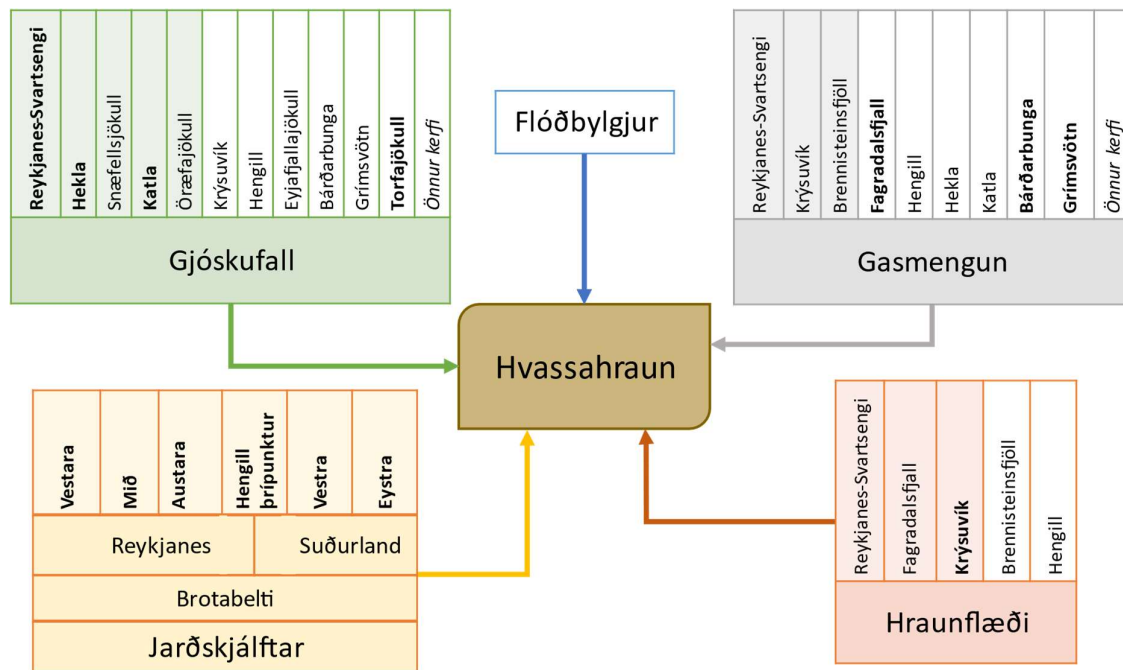 Reykjanes-Svartsengi
Hekla
Snæfellsjökull
Katla
Öræfajökull
Krýsuvík
Hengill
Eyjafjallajökull
Bárðarbunga
Grímsvötn
Torfajökull
Önnur kerfi
Gjóskufall
Flóðbylgjur
Reykjanes-Svartsengi
Krýsuvík
Brennisteinsfjöll
Fagradalsfjall
Hengill
Hekla
Katla
Bárðarbunga
Grímsvötn
Önnur kerfi
Gasmengun
Hvassahraun
Vestara
Mið
Austara
Hengill
þrípunktur
Vestra
Eystra
Reykjanes
Suðurland
Brotabelti
Jarðskjálftar
Reykjanes-Svartsengi
Fagradalsfjall
Krýsuvík
Brennisteinsfjöll
Hengill
Hraunflæði